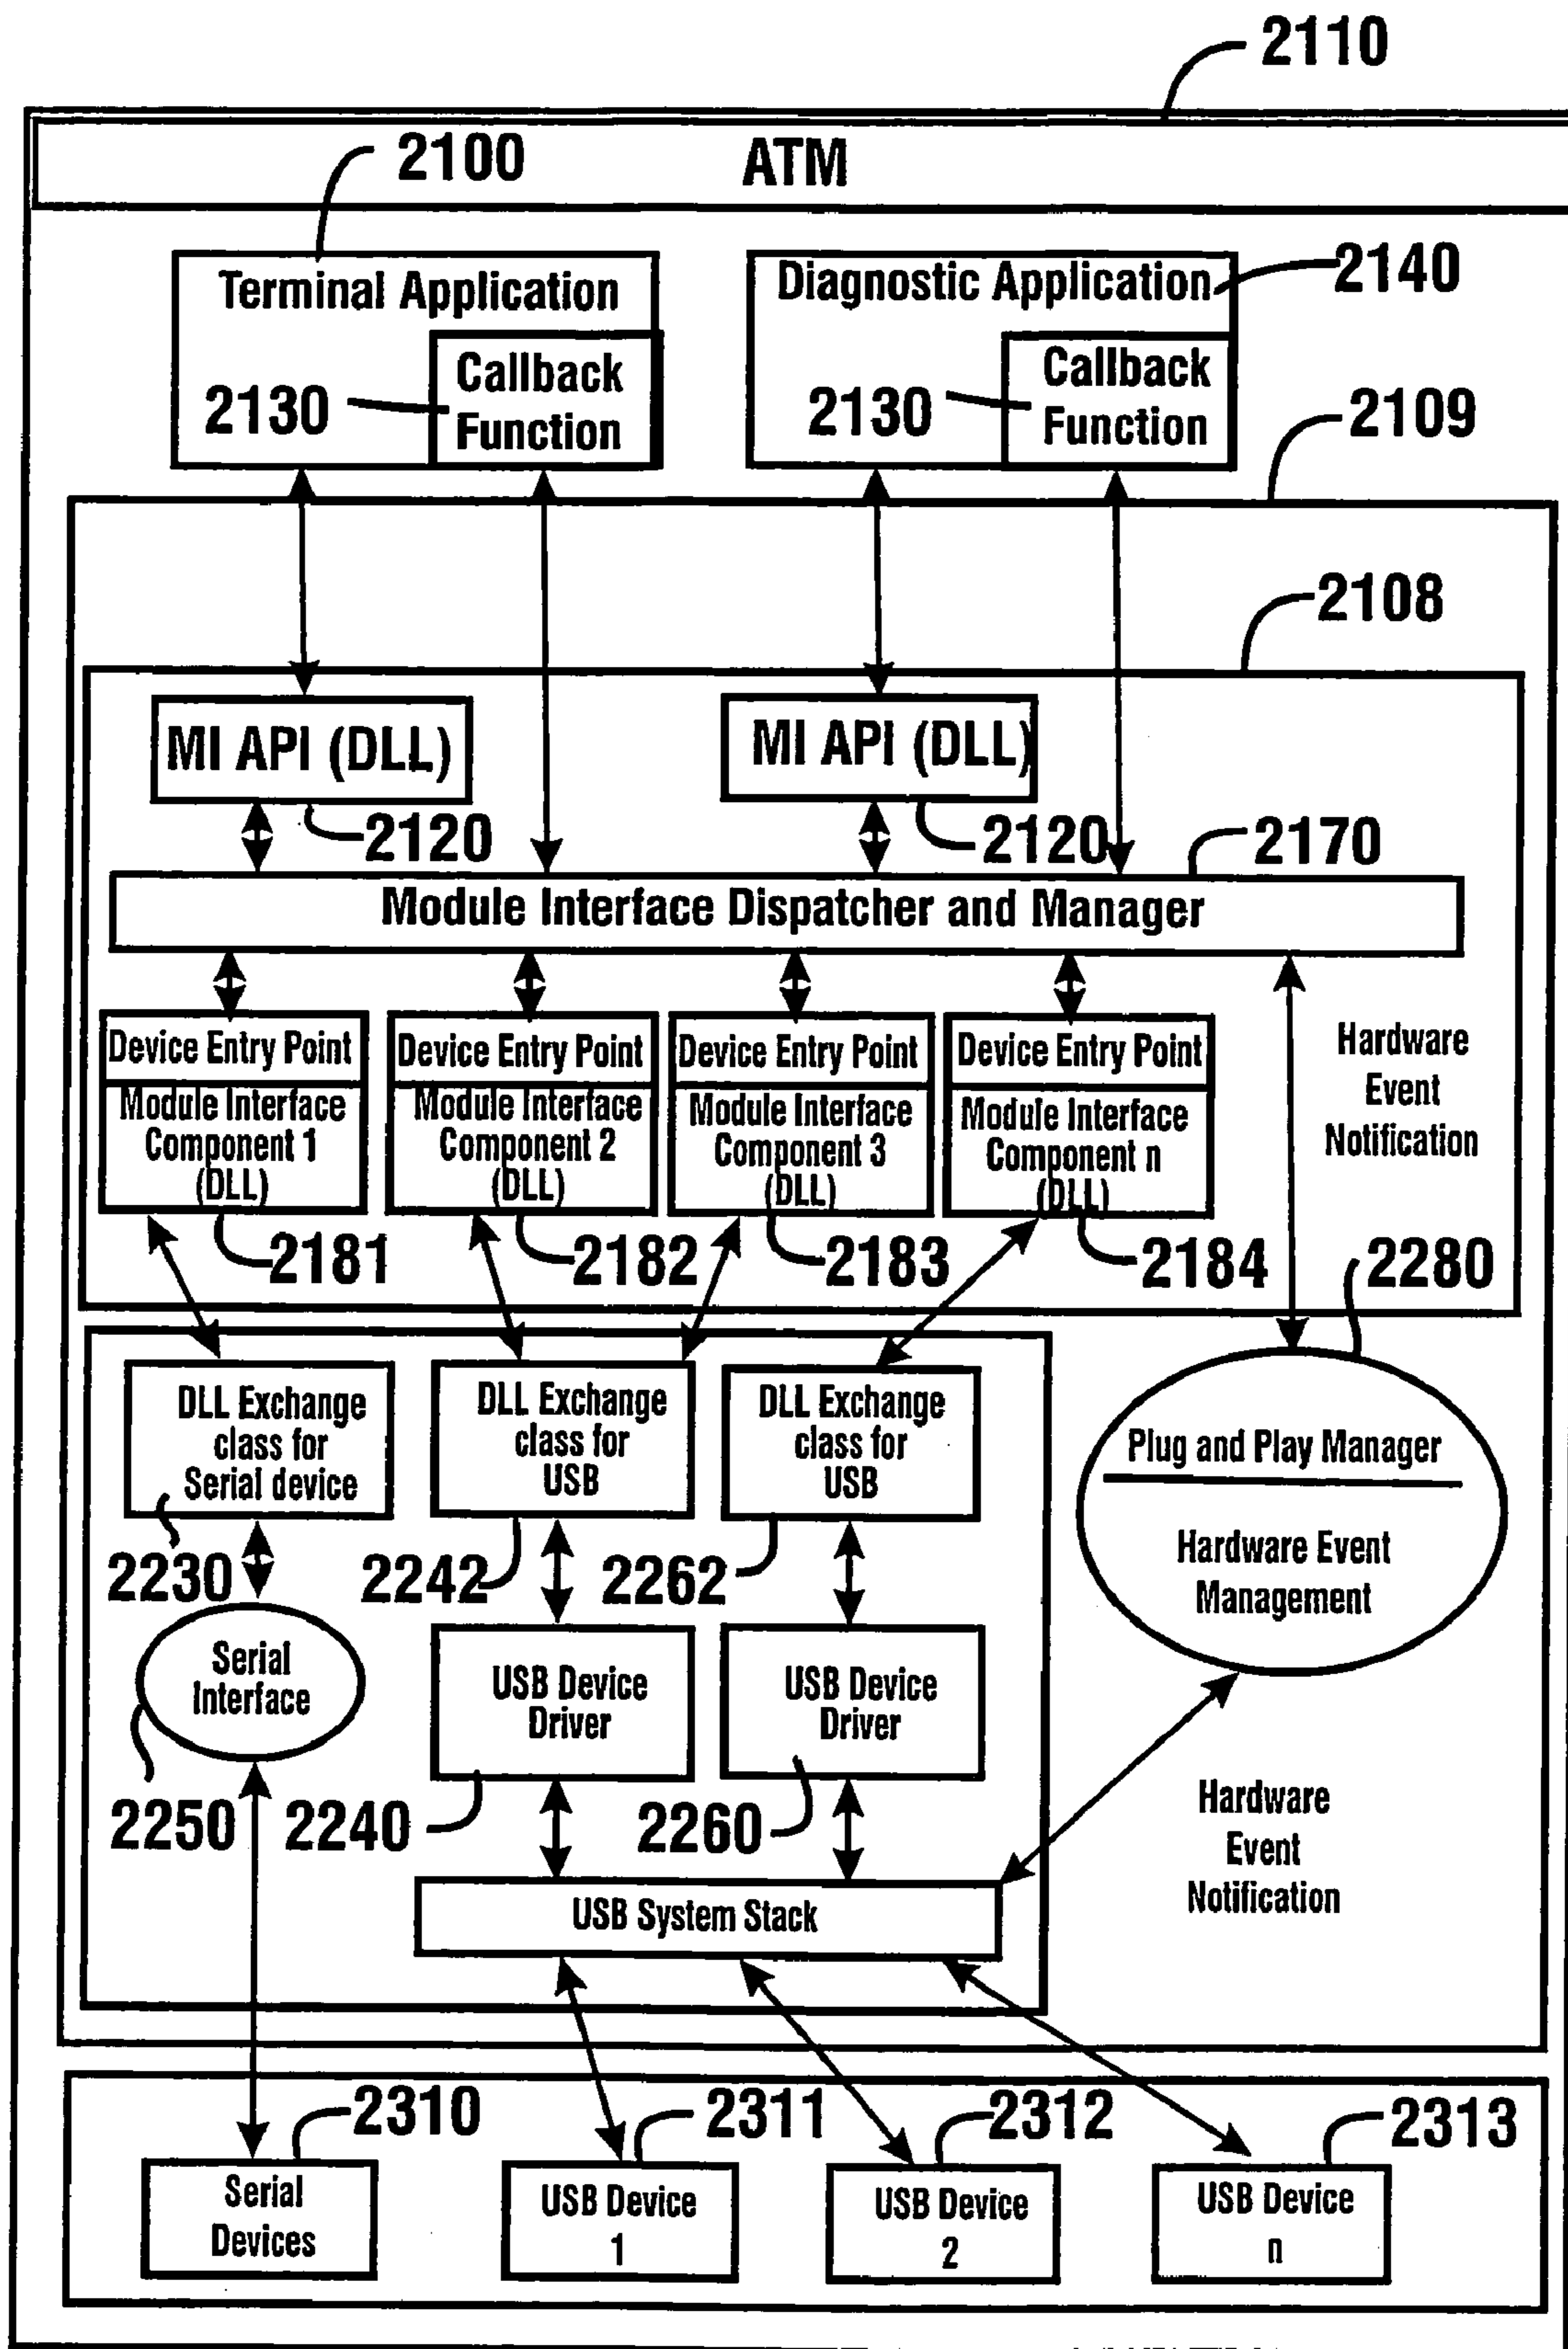 2110
ATM
2100
Terminal Application
Callback
Function
2130
Diagnostic Application
2140
Callback
Function
2130
2109
2108
MI API (DLL)
2120
MI API (DLL)
2120
2170
Module Interface Dispatcher and Manager
Device Entry Point
Module Interface
Component 1
(DLL)
2181
Device Entry Point
Module Interface
Component 2
(DLL)
2182
Device Entry Point
Module Interface
Component 3
(DLL)
2183
Device Entry Point
Module Interface
Component n
(DLL)
2184
Hardware
Event
Notification
2280
DLL Exchange
class for
Serial device
2230
DLL Exchange
class for
USB
2242
DLL Exchange
class for
USB
2262
Plug and Play Manager
Hardware Event
Management
Serial
Interface
2250
USB Device
Driver
2240
USB Device
Driver
2260
Hardware
Event
Notification
USB System Stack
2310
Serial
Devices
2311
USB Device
1
2312
USB Device
2
2313
USB Device
n